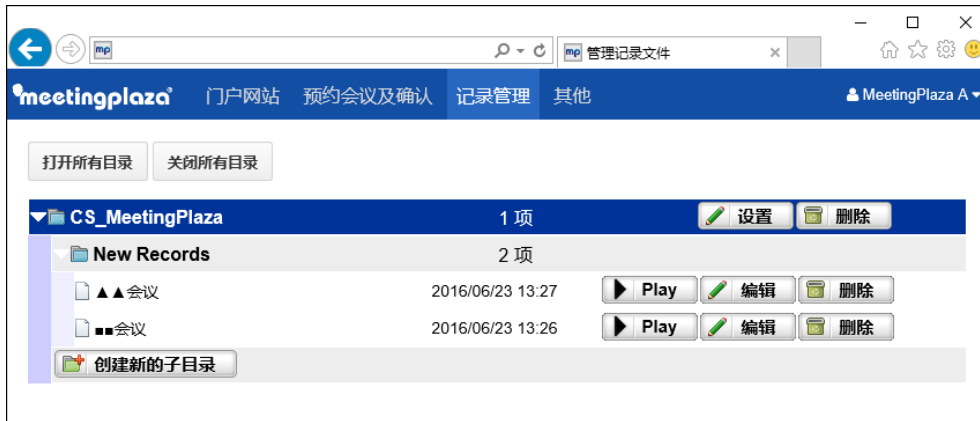 mp
mp 管理记录文件
meetingplaza 门户网站 预约会议及确认 记录管理 其他 MeetingPlaza A
打开所有目录 关闭所有目录
CS_MeetingPlaza 1 项 设置 删除
New Records 2 项
▲▲会议 2016/06/23 13:27 Play 编辑 删除
■■会议 2016/06/23 13:26 Play 编辑 删除
创建新的子目录